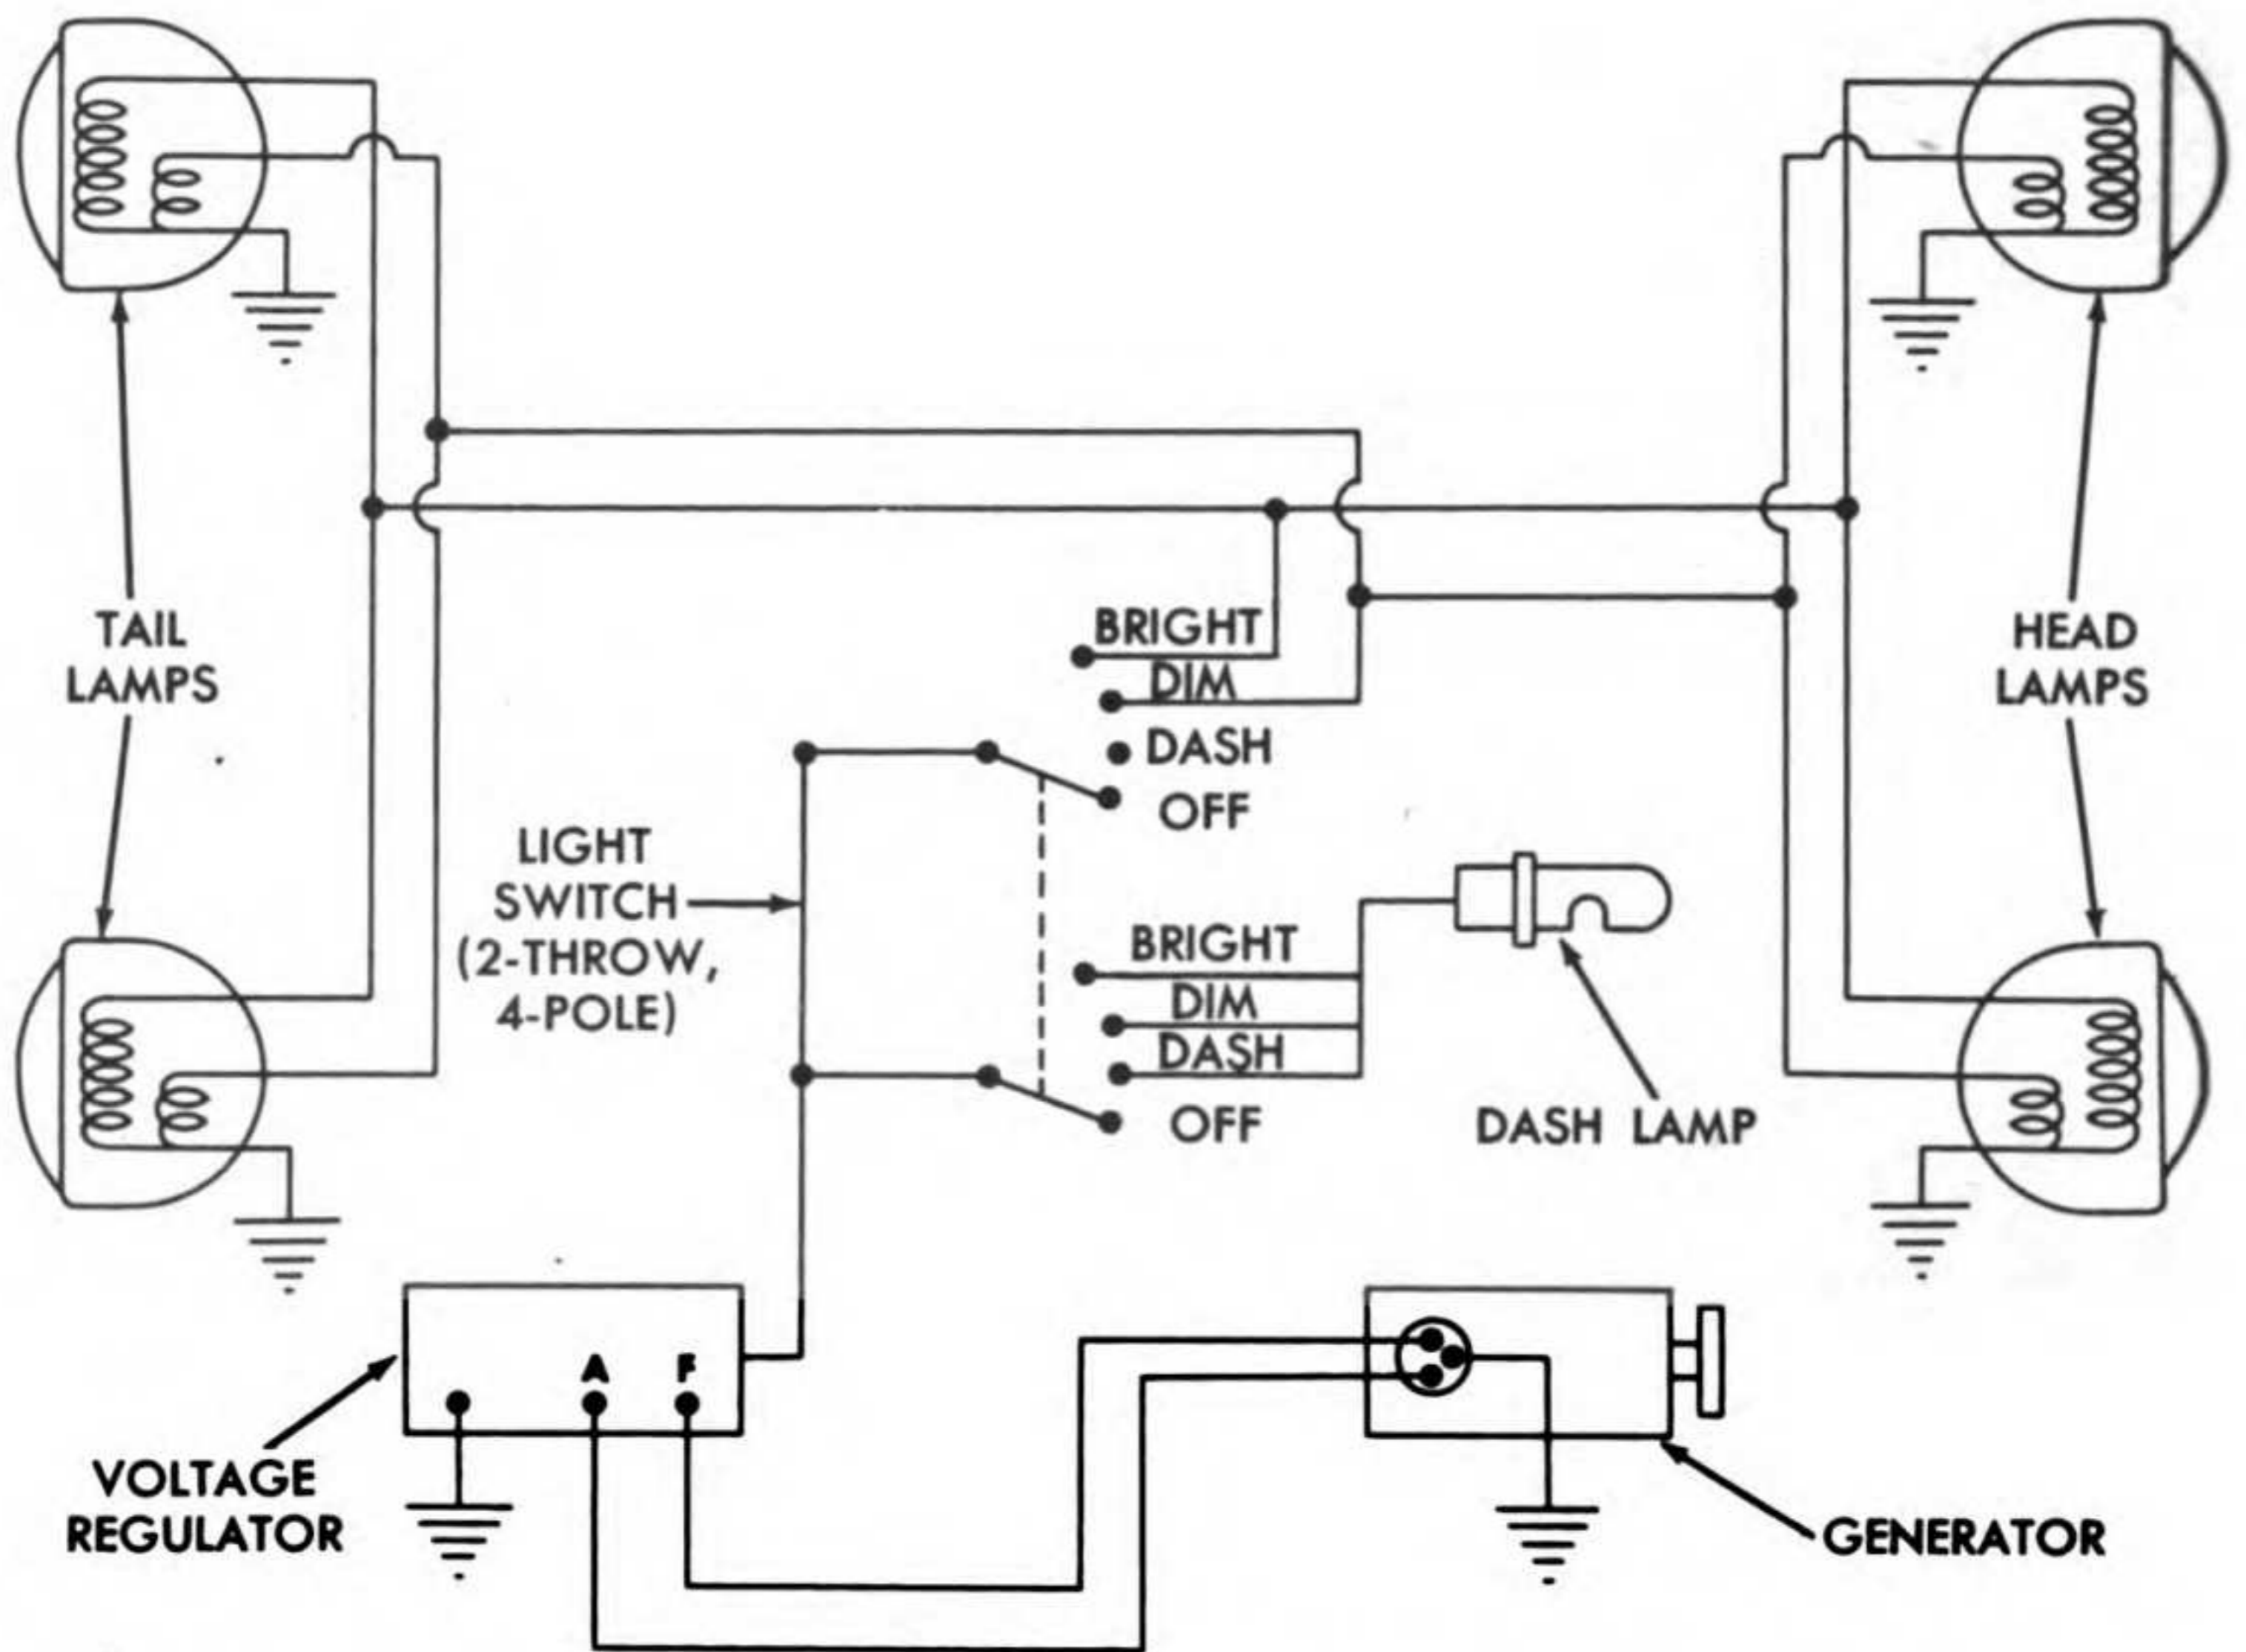 TAIL
LAMPS
HEAD
LAMPS
BRIGHT
DIM
DASH
OFF
LIGHT
SWITCH
(2-THROW,
4-POLE)
BRIGHT
DIM
DASH
OFF
DASH LAMP
A F
VOLTAGE
REGULATOR
GENERATOR